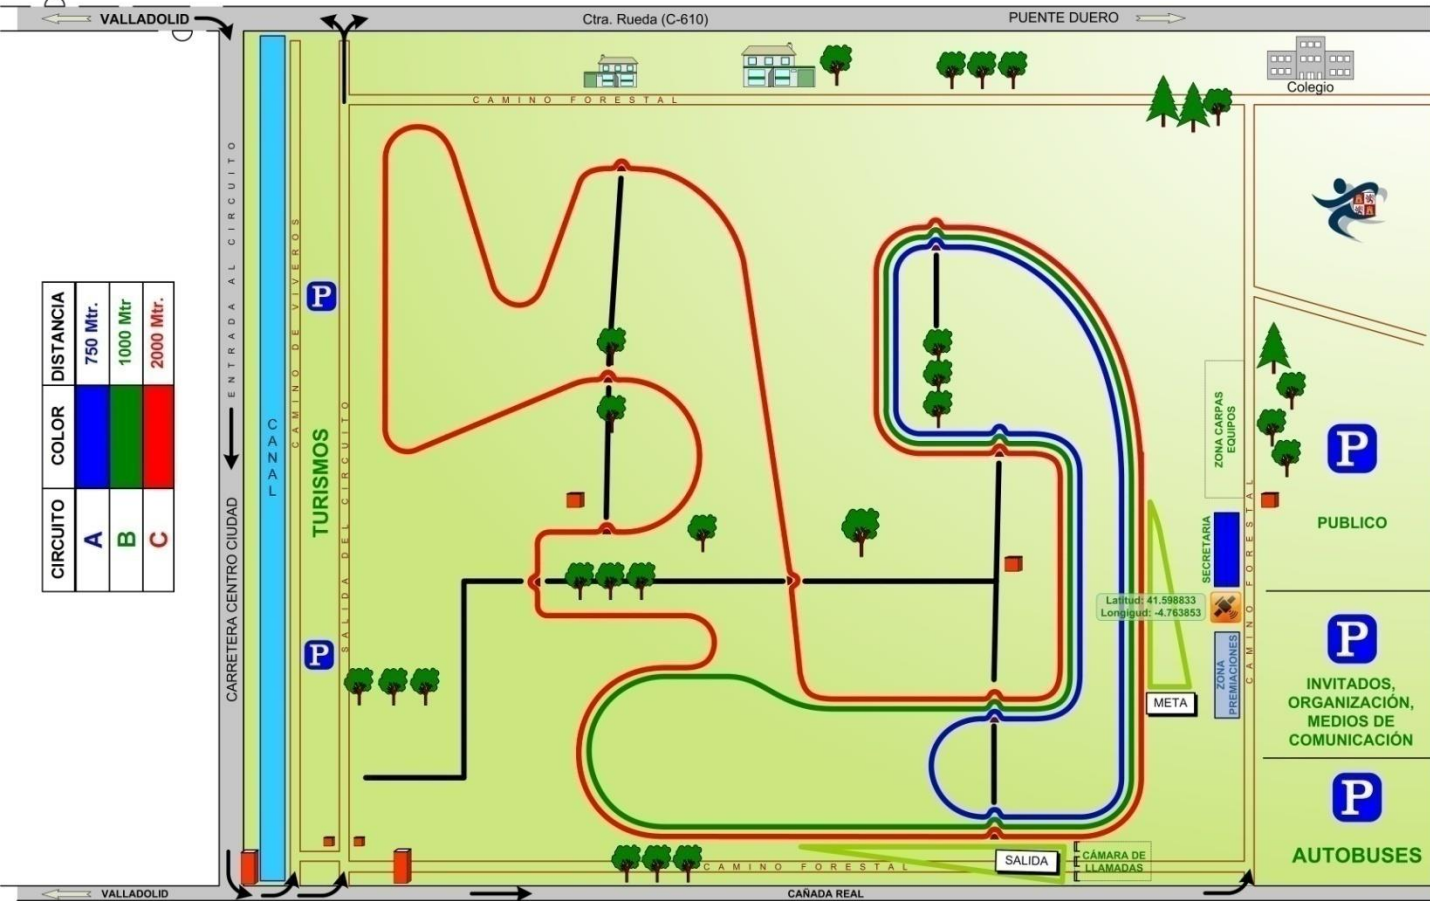 VALLADOLID
Ctra. Rueda (C-610)
PUENTE DUERO
Colegio
CAMINO FORESTAL
ENTRADA AL CIRCUITO
CARRETERA CENTRO CIUDAD
CANAL
CAMINO DE VIVEROS
P
TURISMOS
SALIDA DEL CIRCUITO
P
CIRCUITO COLOR DISTANCIA
A 750 Mtr.
B 1000 Mtr
C 2000 Mtr.
ZONA CARPAS
EQUIPOS
SECRETARIA
CAMINO FORESTAL
Latitud: 41.598833
Longigud: -4.763853
ZONA
PREMIACIONES
META
P
PUBLICO
P
INVITADOS,
ORGANIZACIÓN,
MEDIOS DE
COMUNICACIÓN
P
AUTOBUSES
SALIDA
CÁMARA DE
LLAMADAS
CAMINO FORESTAL
VALLADOLID
CAÑADA REAL